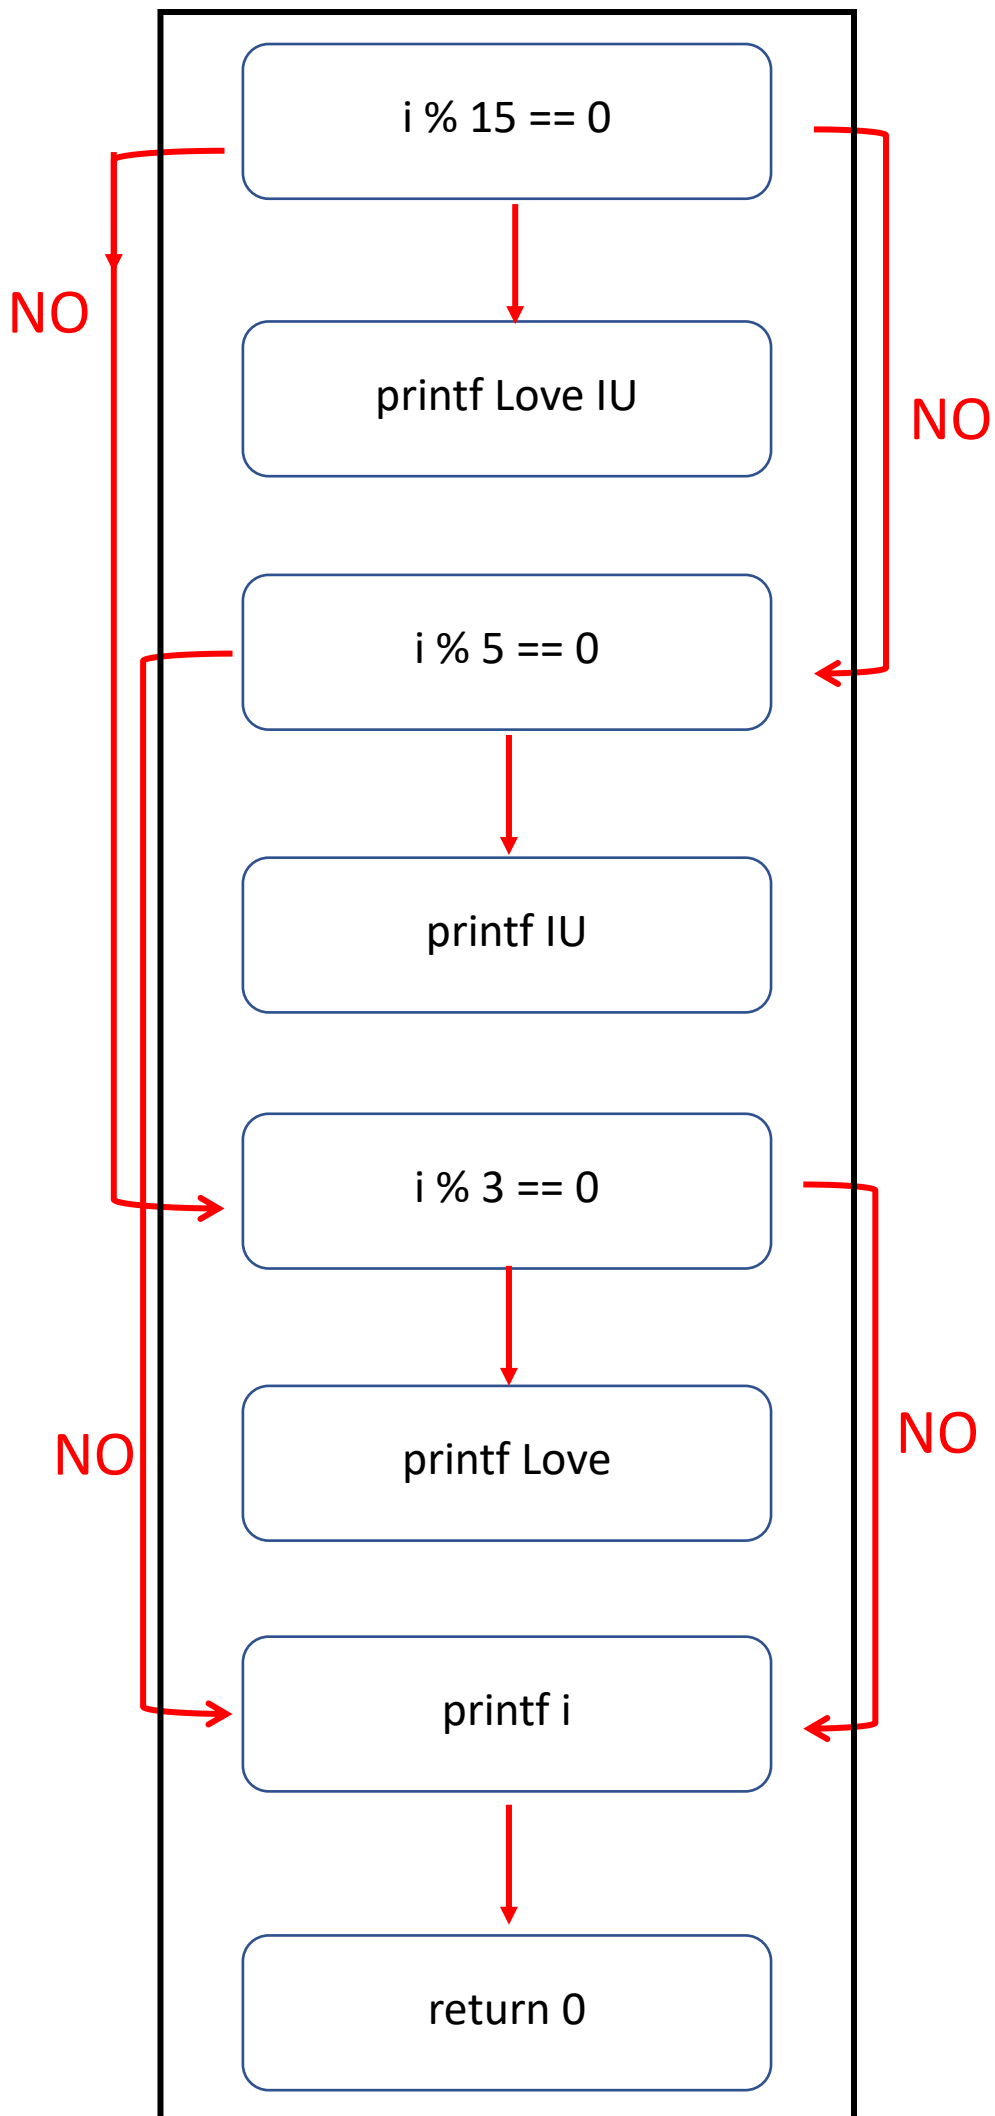 i % 15 == 0
NO
printf Love IU
NO
i % 5 == 0
printf IU
i % 3 == 0
NO
printf Love
NO
printf i
return 0